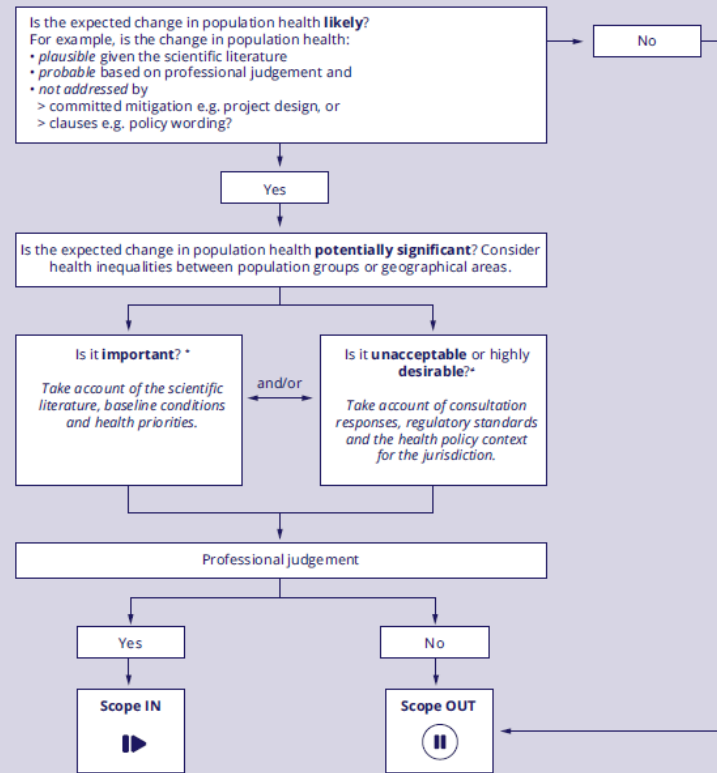 Is the expected change in population health likely?
For example, is the change in population health:
• plausible given the scientific literature
• probable based on professional judgement and
• not addressed by
> committed mitigation e.g. project design, or
> clauses e.g. policy wording?
No
Yes
Is the expected change in population health potentially significant? Consider
health inequalities between population groups or geographical areas.
Is it important? *
Take account of the scientific
literature, baseline conditions
and health priorities.
and/or
Is it unacceptable or highly
desirable?*
Take account of consultation
responses, regulatory standards
and the health policy context
for the jurisdiction.
Professional judgement
Yes
No
Scope IN
Scope OUT